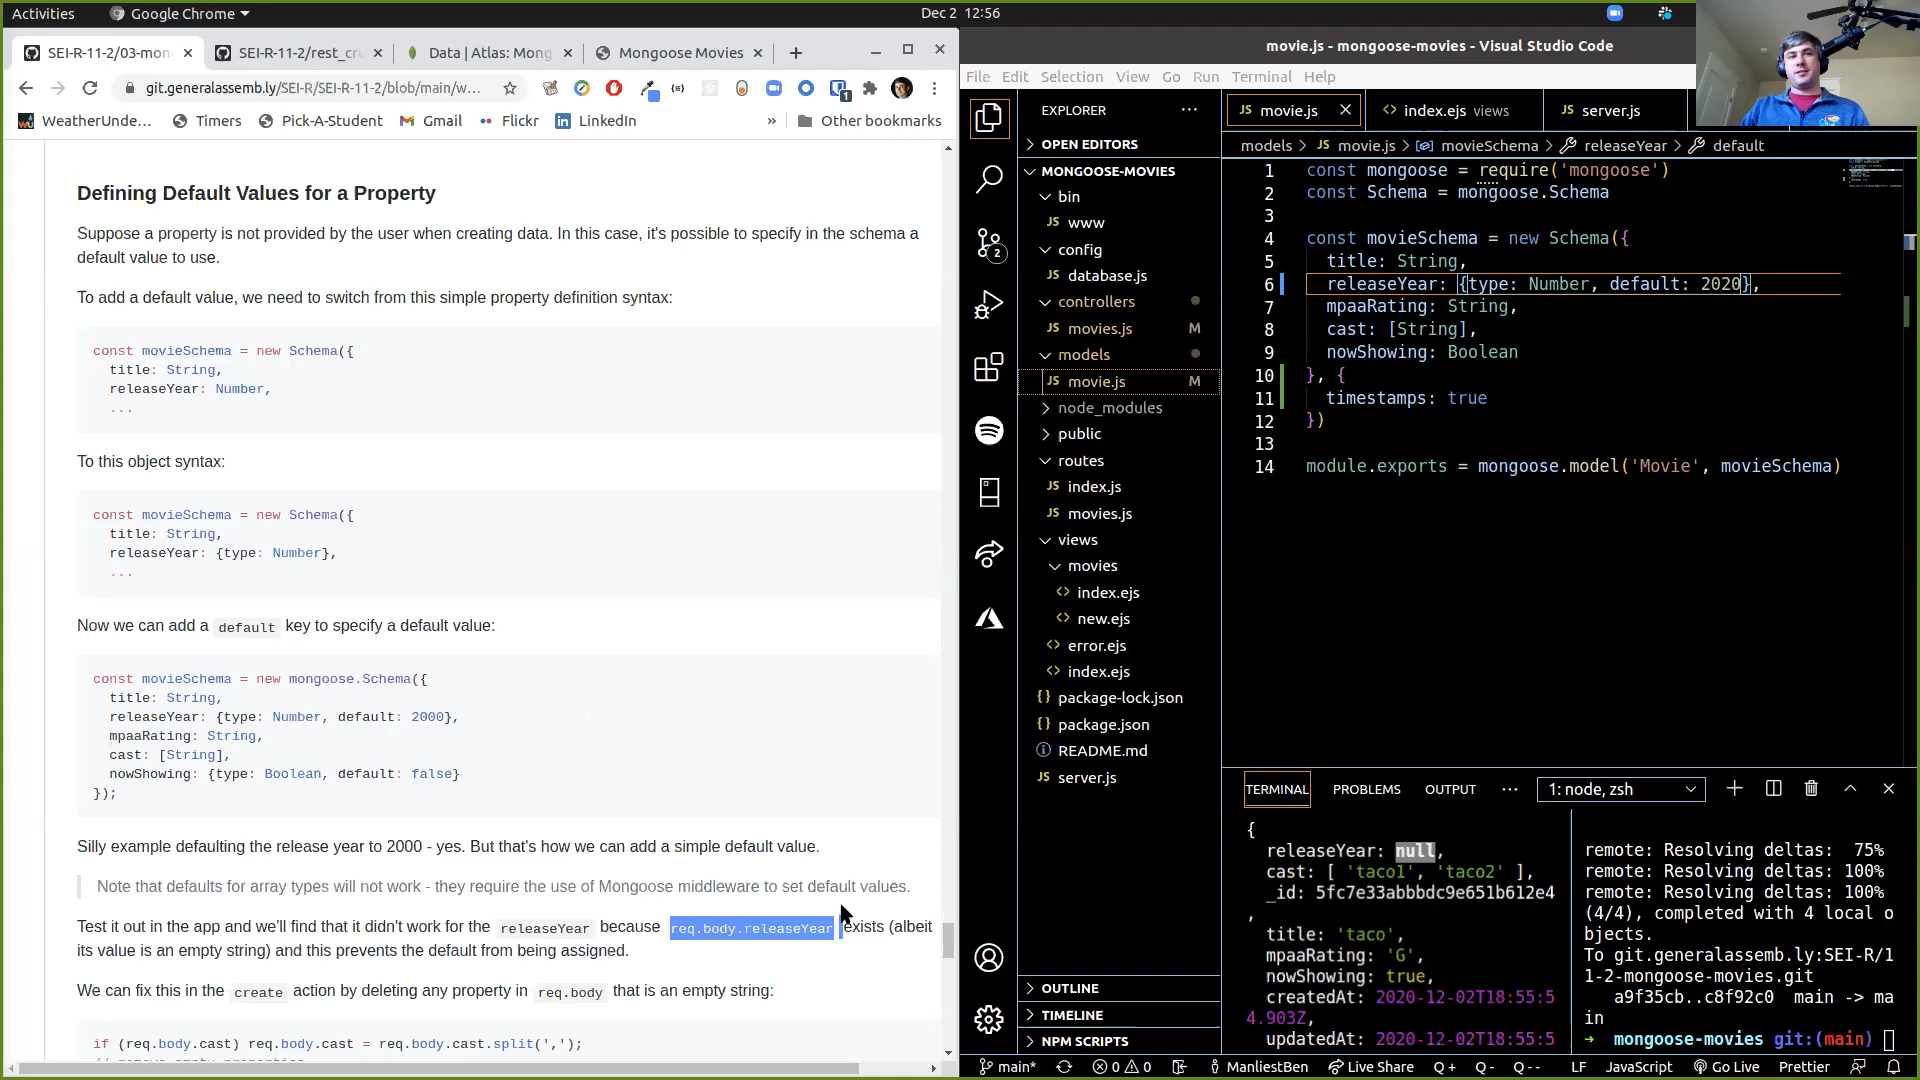 Activities
Google Chrome
Dec 2 12:56
SEI-R-11-2/03-mon
SEI-R-11-2/rest_cru
Data | Atlas: Mong
Mongoose Movies
git.generalassemb.ly/SEI-R/SEI-R-11-2/blob/main/w...
WeatherUnde...
Timers
Pick-A-Student
Gmail
Flickr
LinkedIn
»
Other bookmarks
Defining Default Values for a Property
Suppose a property is not provided by the user when creating data. In this case, it's possible to specify in the schema a
default value to use.
To add a default value, we need to switch from this simple property definition syntax:
const movieSchema = new Schema({
title: String,
releaseYear: Number,
...
To this object syntax:
const movieSchema = new Schema({
title: String,
releaseYear: {type: Number},
...
Now we can add a default key to specify a default value:
const movieSchema = new mongoose.Schema({
title: String,
releaseYear: {type: Number, default: 2000},
mpaaRating: String,
cast: [String],
nowShowing: {type: Boolean, default: false}
});
Silly example defaulting the release year to 2000 - yes. But that's how we can add a simple default value.
Note that defaults for array types will not work - they require the use of Mongoose middleware to set default values.
Test it out in the app and we'll find that it didn't work for the releaseYear because req.body.releaseYear exists (albeit
its value is an empty string) and this prevents the default from being assigned.
We can fix this in the create action by deleting any property in req.body that is an empty string:
if (req.body.cast) req.body.cast = req.body.cast.split(',');
movie.js - mongoose-movies - Visual Studio Code
File Edit Selection View Go Run Terminal Help
EXPLORER
OPEN EDITORS
MONGOOSE-MOVIES
bin
JS www
config
JS database.js
controllers
JS movies.js M
models
JS movie.js M
node_modules
public
routes
JS index.js
JS movies.js
views
movies
<> index.ejs
<> new.ejs
<> error.ejs
<> index.ejs
{} package-lock.json
{} package.json
README.md
JS server.js
OUTLINE
TIMELINE
NPM SCRIPTS
2
JS movie.js
<> index.ejs views
JS server.js
models > JS movie.js > movieSchema > releaseYear > default
1 const mongoose = require('mongoose')
2 const Schema = mongoose.Schema
3
4 const movieSchema = new Schema({
5 title: String,
6 releaseYear: {type: Number, default: 2020},
7 mpaaRating: String,
8 cast: [String],
9 nowShowing: Boolean
10 }, {
11 timestamps: true
12 })
13
14 module.exports = mongoose.model('Movie', movieSchema)
TERMINAL PROBLEMS OUTPUT ... 1: node, zsh
{
releaseYear: null,
cast: [ 'taco1', 'taco2' ],
_id: 5fc7e33abbbdc9e651b612e4
,
title: 'taco',
mpaaRating: 'G',
nowShowing: true,
createdAt: 2020-12-02T18:55:5
4.903Z,
updatedAt: 2020-12-02T18:55:5
remote: Resolving deltas: 75%
remote: Resolving deltas: 100%
remote: Resolving deltas: 100%
(4/4), completed with 4 local o
bjects.
To git.generalassemb.ly:SEI-R/1
1-2-mongoose-movies.git
a9f35cb..c8f92c0 main -> ma
in
→ mongoose-movies git:(main)
main* 0 0 ManliestBen Live Share Q + Q - Q -- LF JavaScript Go Live Prettier